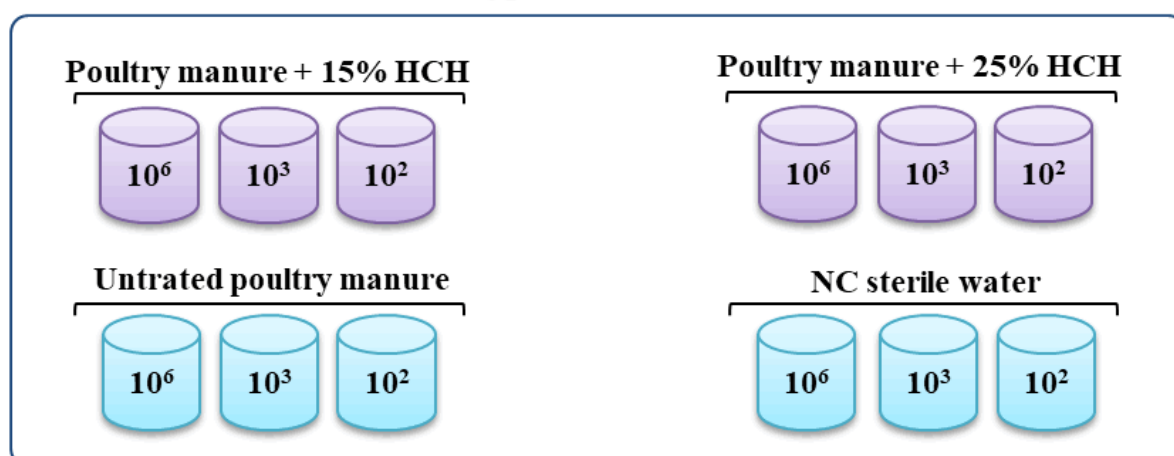 Poultry manure + 15% HCH
10⁶ 10³ 10²
Poultry manure + 25% HCH
10⁶ 10³ 10²
Untrated poultry manure
10⁶ 10³ 10²
NC sterile water
10⁶ 10³ 10²